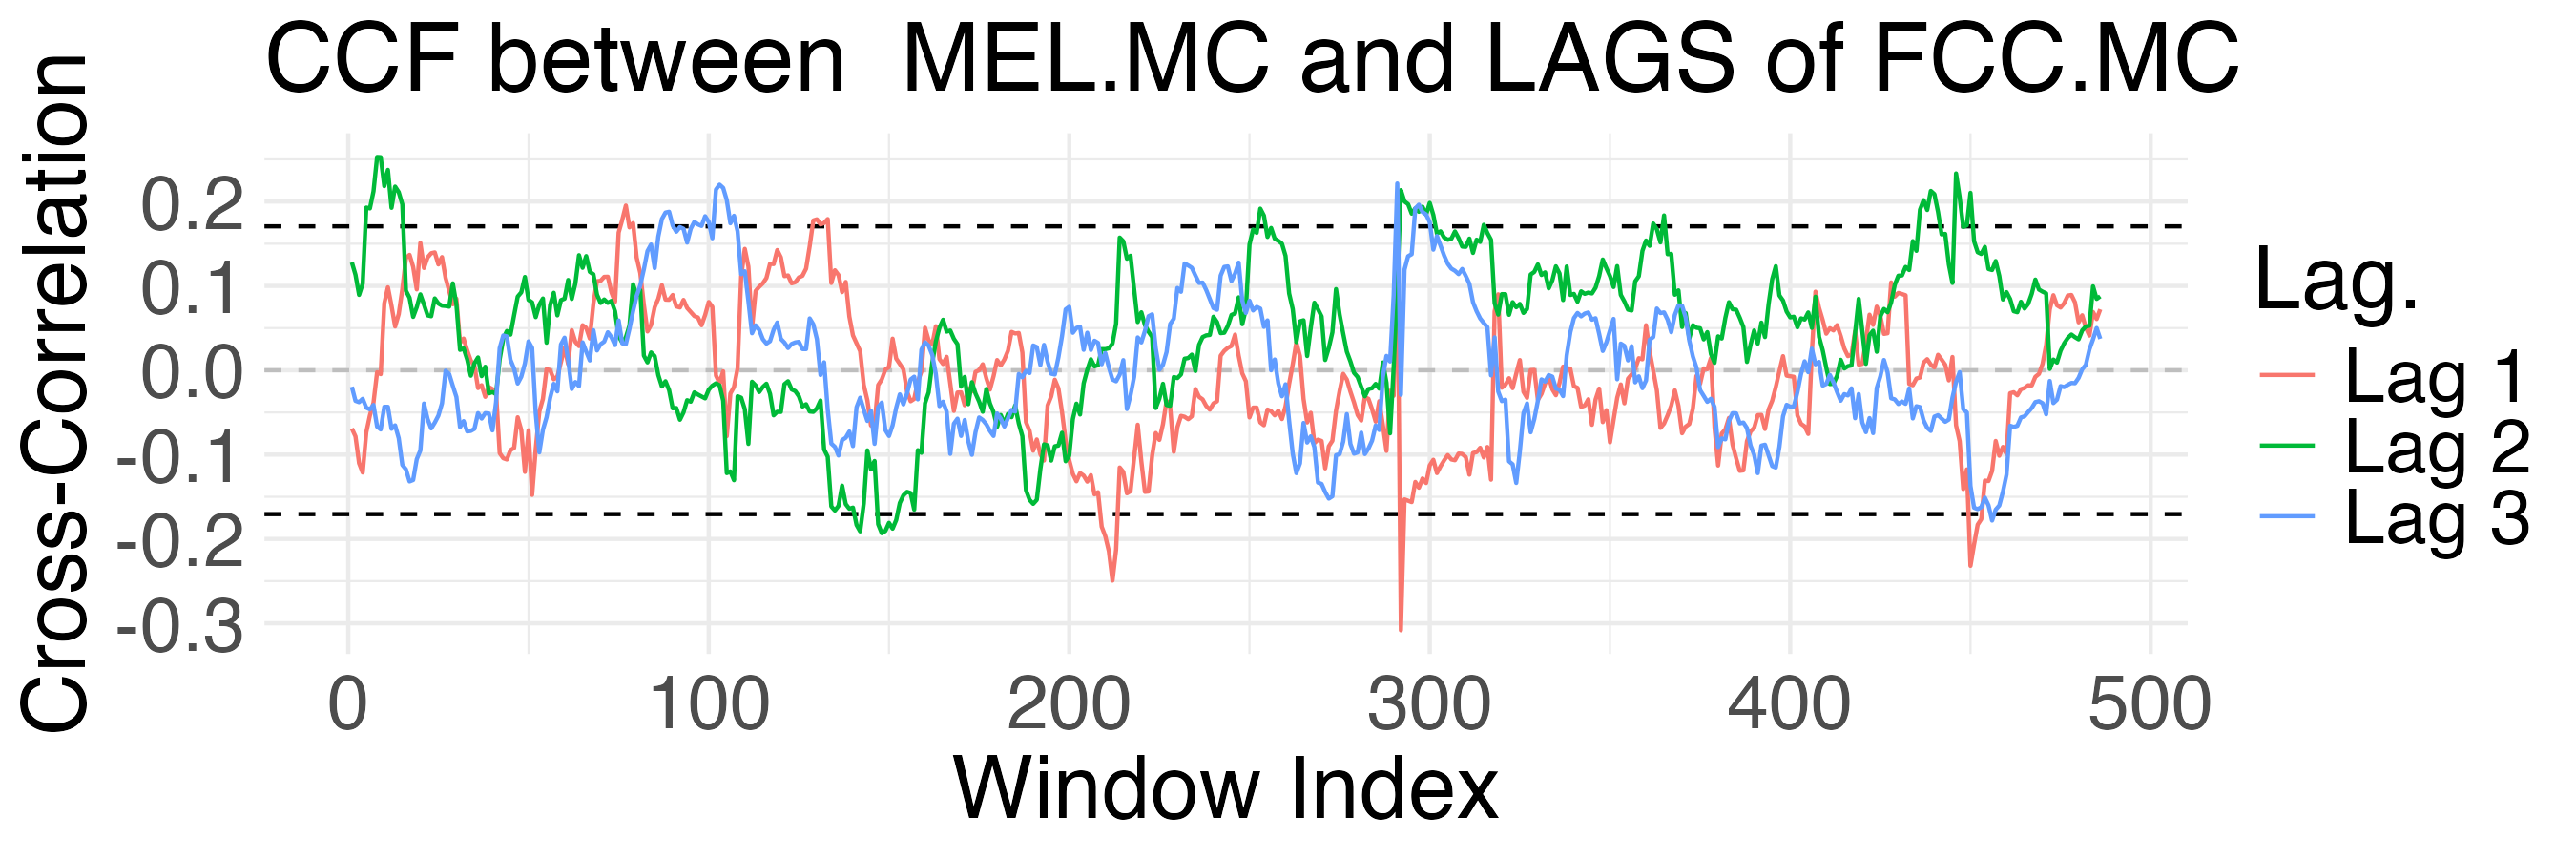 CCF between  MEL.MC and LAGS of FCC.MC
Cross-Correlation
0.2
0.1
0.0
-0.1
-0.2
-0.3
0 100 200 300 400 500
Window Index
Lag.
Lag 1
Lag 2
Lag 3